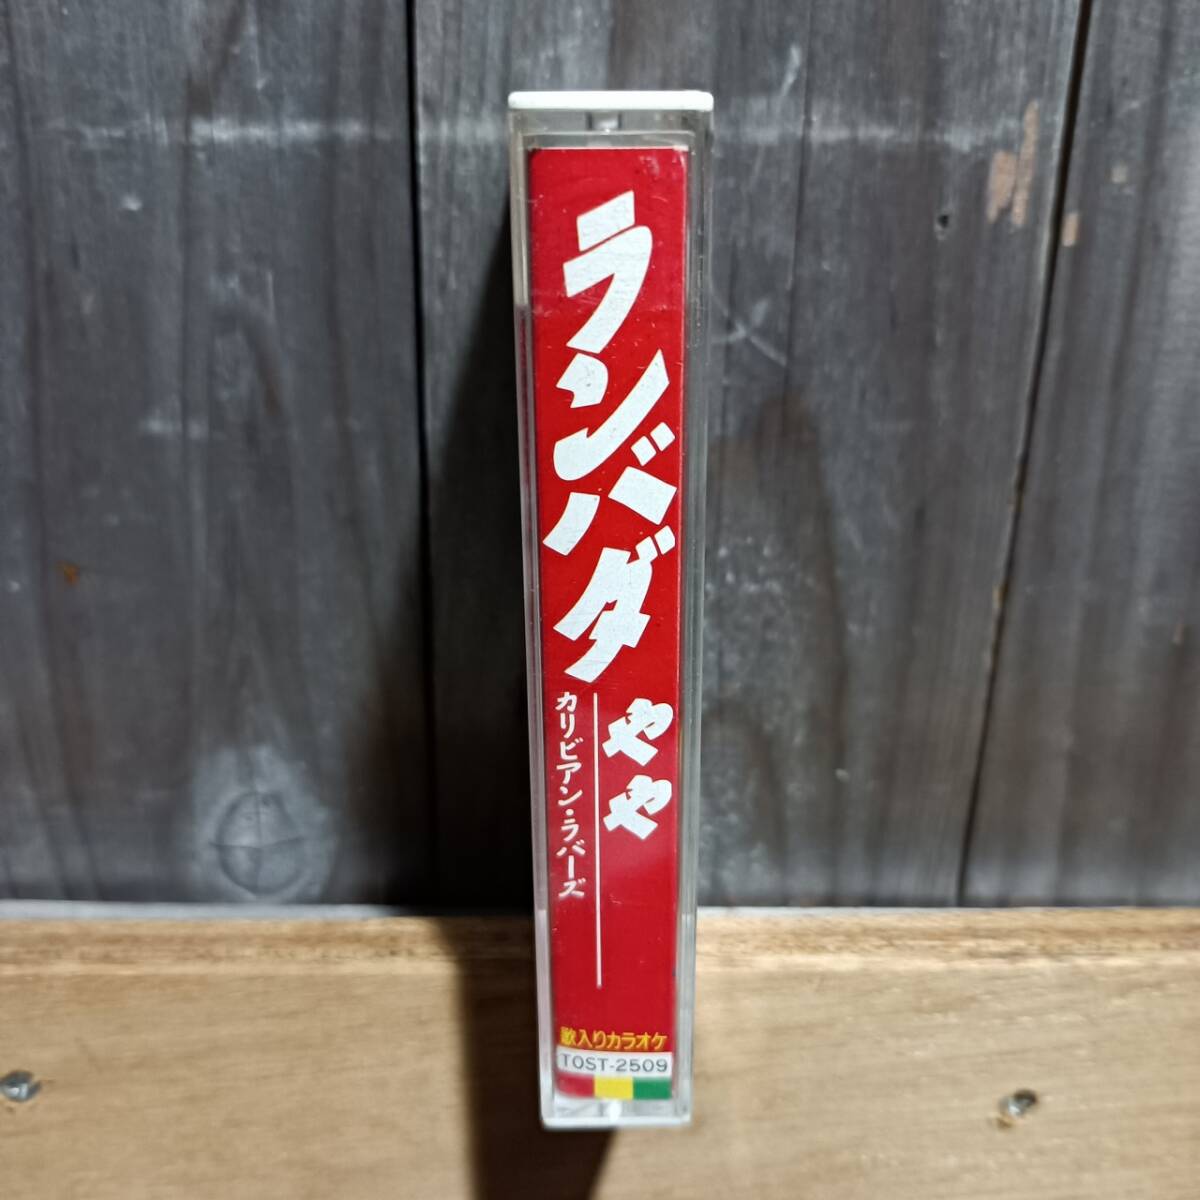 ランバダ
やや
カリビアン・ラバーズ
歌入りカラオケ
TOST-2509